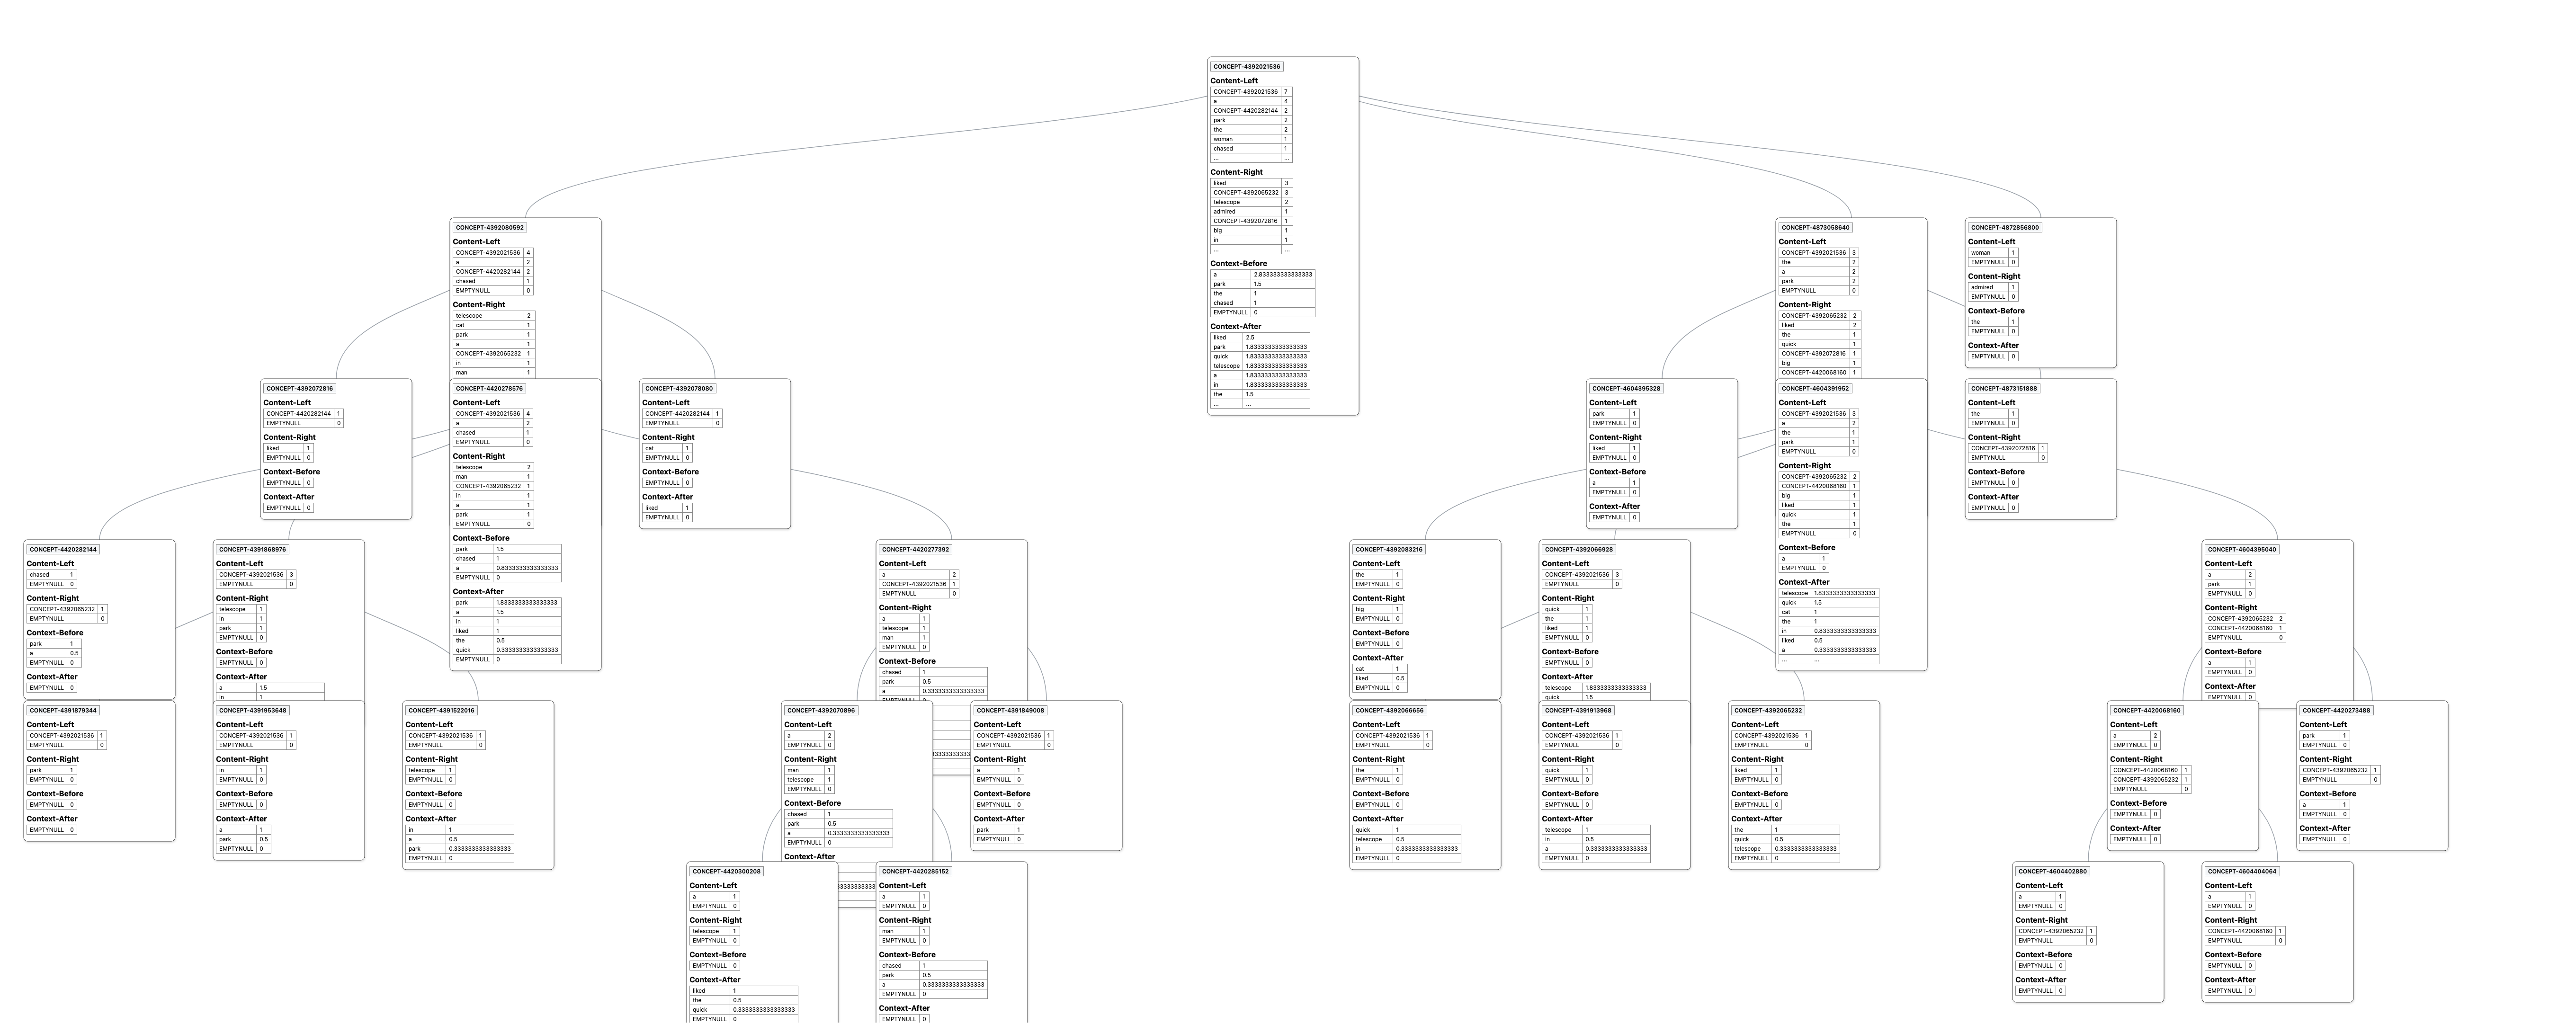 CONCEPT-4392021536
Content-Left
CONCEPT-4392021536 7
a 4
CONCEPT-4420282144 2
park 2
the 2
woman 1
chased 1
... ...
Content-Right
liked 3
CONCEPT-4392065232 3
telescope 2
admired 1
CONCEPT-4392072816 1
big 1
in 1
... ...
Context-Before
a 2.833333333333333
park 1.5
the 1
chased 1
EMPTYNULL 0
Context-After
liked 2.5
park 1.8333333333333333
quick 1.8333333333333333
telescope 1.8333333333333333
a 1.8333333333333333
in 1.8333333333333333
the 1.5
... ...
CONCEPT-4392080592
Content-Left
CONCEPT-4392021536 4
a 2
CONCEPT-4420282144 2
chased 1
EMPTYNULL 0
Content-Right
telescope 2
cat 1
park 1
a 1
CONCEPT-4392065232 1
in 1
man 1
CONCEPT-4873058640
Content-Left
CONCEPT-4392021536 3
the 2
a 2
park 2
EMPTYNULL 0
Content-Right
CONCEPT-4392065232 2
liked 2
the 1
quick 1
CONCEPT-4392072816 1
big 1
CONCEPT-4420068160 1
CONCEPT-4872856800
Content-Left
woman 1
EMPTYNULL 0
Content-Right
admired 1
EMPTYNULL 0
Context-Before
the 1
EMPTYNULL 0
Context-After
EMPTYNULL 0
CONCEPT-4392072816
Content-Left
CONCEPT-4420282144 1
EMPTYNULL 0
Content-Right
liked 1
EMPTYNULL 0
Context-Before
EMPTYNULL 0
Context-After
EMPTYNULL 0
CONCEPT-4420278576
Content-Left
CONCEPT-4392021536 4
a 2
chased 1
EMPTYNULL 0
Content-Right
telescope 2
man 1
CONCEPT-4392065232 1
in 1
a 1
park 1
EMPTYNULL 0
Context-Before
park 1.5
chased 1
a 0.8333333333333333
EMPTYNULL 0
Context-After
park 1.8333333333333333
a 1.5
in 1
liked 1
the 0.5
quick 0.3333333333333333
EMPTYNULL 0
CONCEPT-4392078080
Content-Left
CONCEPT-4420282144 1
EMPTYNULL 0
Content-Right
cat 1
EMPTYNULL 0
Context-Before
EMPTYNULL 0
Context-After
liked 1
EMPTYNULL 0
CONCEPT-4604395328
Content-Left
park 1
EMPTYNULL 0
Content-Right
liked 1
EMPTYNULL 0
Context-Before
a 1
EMPTYNULL 0
Context-After
EMPTYNULL 0
CONCEPT-4604391952
Content-Left
CONCEPT-4392021536 3
a 2
the 1
park 1
EMPTYNULL 0
Content-Right
CONCEPT-4392065232 2
CONCEPT-4420068160 1
big 1
liked 1
quick 1
the 1
EMPTYNULL 0
Context-Before
a 1
EMPTYNULL 0
Context-After
telescope 1.8333333333333333
quick 1.5
cat 1
the 1
in 0.8333333333333333
liked 0.5
a 0.3333333333333333
... ...
CONCEPT-4873151888
Content-Left
the 1
EMPTYNULL 0
Content-Right
CONCEPT-4392072816 1
EMPTYNULL 0
Context-Before
EMPTYNULL 0
Context-After
EMPTYNULL 0
CONCEPT-4420282144
Content-Left
chased 1
EMPTYNULL 0
Content-Right
CONCEPT-4392065232 1
EMPTYNULL 0
Context-Before
park 1
a 0.5
EMPTYNULL 0
Context-After
EMPTYNULL 0
CONCEPT-4391868976
Content-Left
CONCEPT-4392021536 3
EMPTYNULL 0
Content-Right
telescope 1
in 1
park 1
EMPTYNULL 0
Context-Before
EMPTYNULL 0
Context-After
a 1.5
in 1
CONCEPT-4420277392
Content-Left
a 2
CONCEPT-4392021536 1
EMPTYNULL 0
Content-Right
a 1
telescope 1
man 1
EMPTYNULL 0
Context-Before
chased 1
park 0.5
a 0.3333333333333333
CONCEPT-4392083216
Content-Left
the 1
EMPTYNULL 0
Content-Right
big 1
EMPTYNULL 0
Context-Before
EMPTYNULL 0
Context-After
cat 1
liked 0.5
EMPTYNULL 0
CONCEPT-4392066928
Content-Left
CONCEPT-4392021536 3
EMPTYNULL 0
Content-Right
quick 1
the 1
liked 1
EMPTYNULL 0
Context-Before
EMPTYNULL 0
Context-After
telescope 1.8333333333333333
quick 1.5
CONCEPT-4604395040
Content-Left
a 2
park 1
EMPTYNULL 0
Content-Right
CONCEPT-4392065232 2
CONCEPT-4420068160 1
EMPTYNULL 0
Context-Before
a 1
EMPTYNULL 0
Context-After
CONCEPT-4391879344
Content-Left
CONCEPT-4392021536 1
EMPTYNULL 0
Content-Right
park 1
EMPTYNULL 0
Context-Before
EMPTYNULL 0
Context-After
EMPTYNULL 0
CONCEPT-4391953648
Content-Left
CONCEPT-4392021536 1
EMPTYNULL 0
Content-Right
in 1
EMPTYNULL 0
Context-Before
EMPTYNULL 0
Context-After
a 1
park 0.5
EMPTYNULL 0
CONCEPT-4391522016
Content-Left
CONCEPT-4392021536 1
EMPTYNULL 0
Content-Right
telescope 1
EMPTYNULL 0
Context-Before
EMPTYNULL 0
Context-After
in 1
a 0.5
park 0.3333333333333333
EMPTYNULL 0
CONCEPT-4392070896
Content-Left
a 2
EMPTYNULL 0
Content-Right
man 1
telescope 1
EMPTYNULL 0
Context-Before
chased 1
park 0.5
a 0.3333333333333333
EMPTYNULL 0
Context-After
CONCEPT-4391849008
Content-Left
CONCEPT-4392021536 1
EMPTYNULL 0
Content-Right
a 1
EMPTYNULL 0
Context-Before
EMPTYNULL 0
Context-After
park 1
EMPTYNULL 0
CONCEPT-4392066656
Content-Left
CONCEPT-4392021536 1
EMPTYNULL 0
Content-Right
the 1
EMPTYNULL 0
Context-Before
EMPTYNULL 0
Context-After
quick 1
telescope 0.5
in 0.3333333333333333
EMPTYNULL 0
CONCEPT-4391913968
Content-Left
CONCEPT-4392021536 1
EMPTYNULL 0
Content-Right
quick 1
EMPTYNULL 0
Context-Before
EMPTYNULL 0
Context-After
telescope 1
in 0.5
a 0.3333333333333333
EMPTYNULL 0
CONCEPT-4392065232
Content-Left
CONCEPT-4392021536 1
EMPTYNULL 0
Content-Right
liked 1
EMPTYNULL 0
Context-Before
EMPTYNULL 0
Context-After
the 1
quick 0.5
telescope 0.3333333333333333
EMPTYNULL 0
CONCEPT-4420068160
Content-Left
a 2
EMPTYNULL 0
Content-Right
CONCEPT-4420068160 1
CONCEPT-4392065232 1
EMPTYNULL 0
Context-Before
EMPTYNULL 0
Context-After
EMPTYNULL 0
CONCEPT-4420273488
Content-Left
park 1
EMPTYNULL 0
Content-Right
CONCEPT-4392065232 1
EMPTYNULL 0
Context-Before
a 1
EMPTYNULL 0
Context-After
EMPTYNULL 0
CONCEPT-4420300208
Content-Left
a 1
EMPTYNULL 0
Content-Right
telescope 1
EMPTYNULL 0
Context-Before
EMPTYNULL 0
Context-After
liked 1
the 0.5
quick 0.3333333333333333
EMPTYNULL 0
CONCEPT-4420285152
Content-Left
a 1
EMPTYNULL 0
Content-Right
man 1
EMPTYNULL 0
Context-Before
chased 1
park 0.5
a 0.3333333333333333
EMPTYNULL 0
Context-After
CONCEPT-4604402880
Content-Left
a 1
EMPTYNULL 0
Content-Right
CONCEPT-4392065232 1
EMPTYNULL 0
Context-Before
EMPTYNULL 0
Context-After
EMPTYNULL 0
CONCEPT-4604404064
Content-Left
a 1
EMPTYNULL 0
Content-Right
CONCEPT-4420068160 1
EMPTYNULL 0
Context-Before
EMPTYNULL 0
Context-After
EMPTYNULL 0